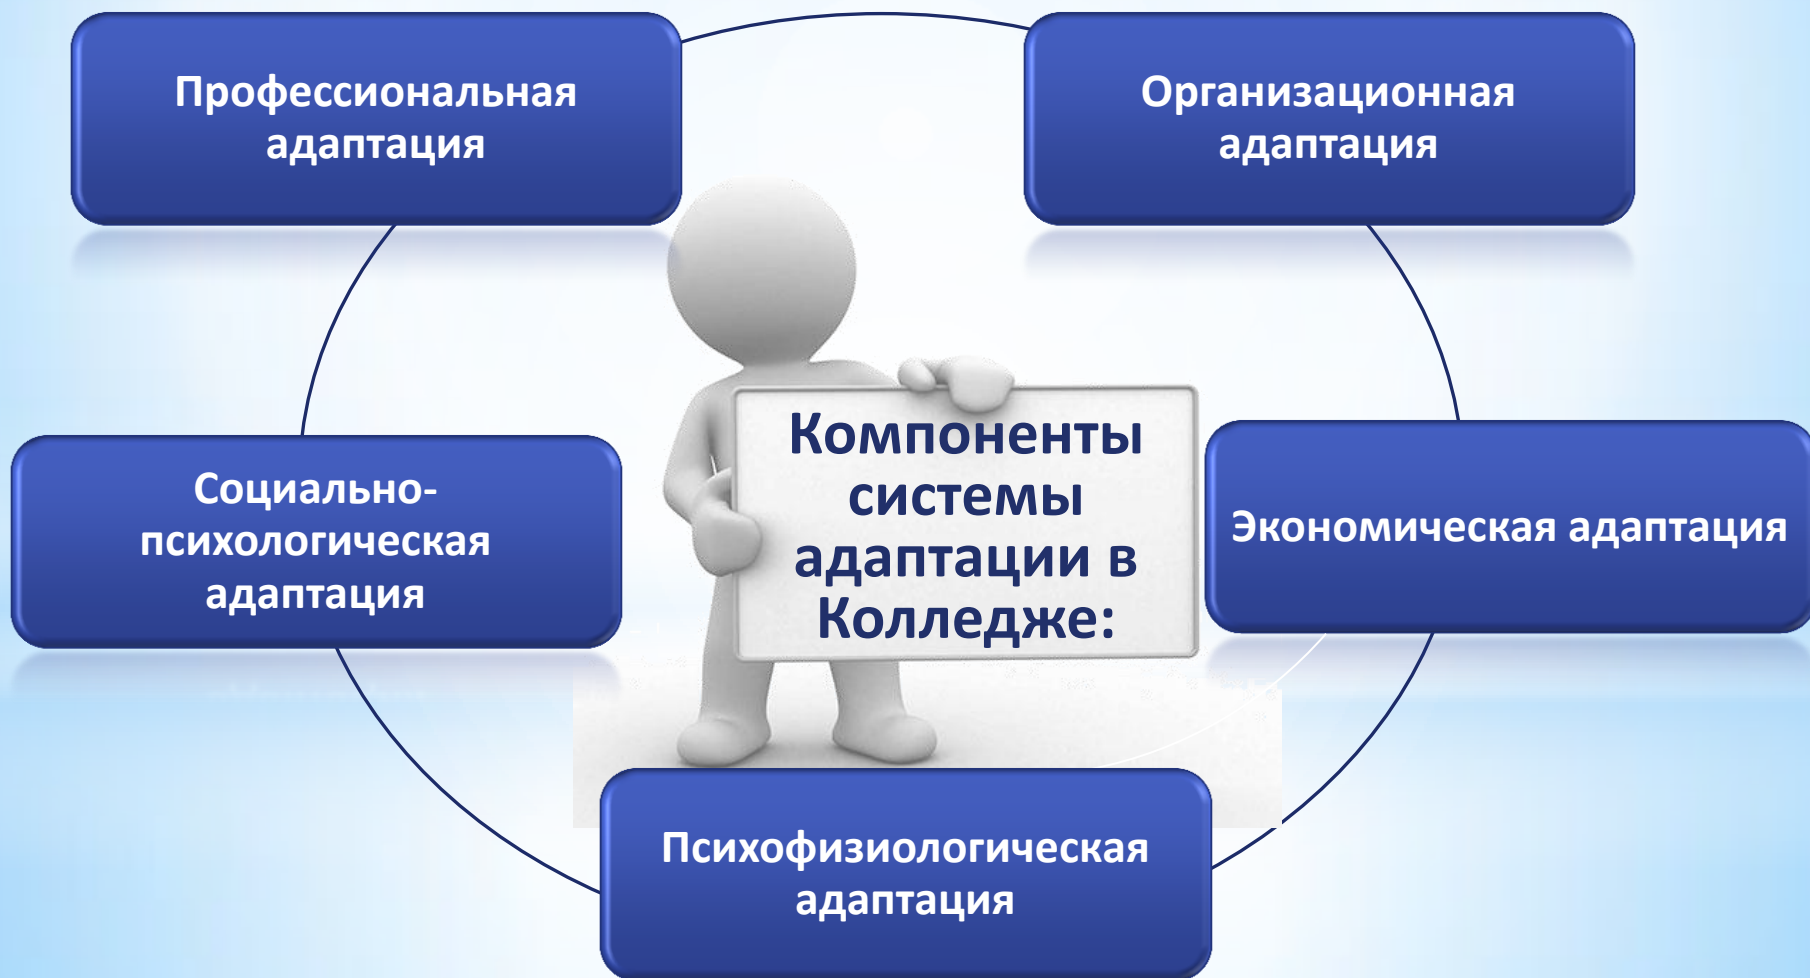 Профессиональная
адаптация
Организационная
адаптация
Компоненты
системы
адаптации в
Колледже:
Социально-
психологическая
адаптация
Экономическая адаптация
Психофизиологическая
адаптация